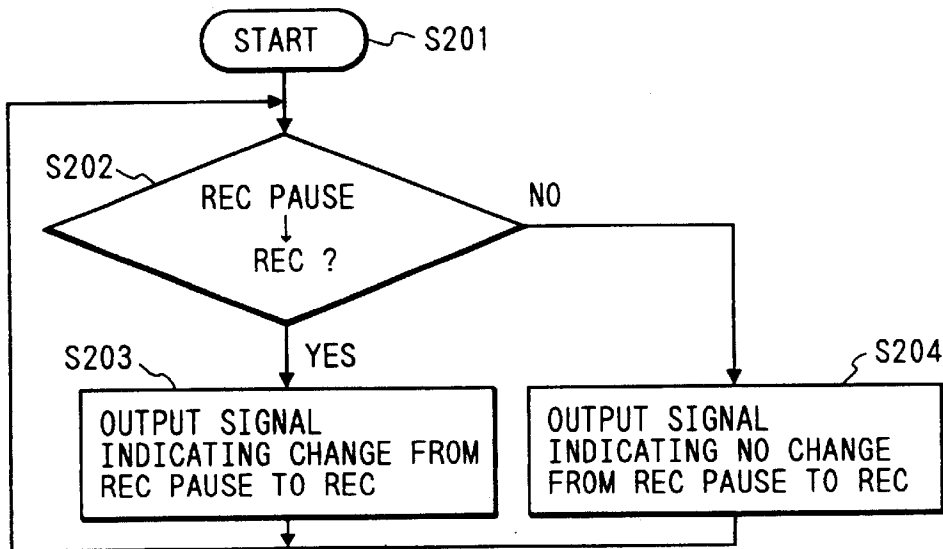 START
S201
S202
REC PAUSE
↓
REC ?
NO
YES
S203
OUTPUT SIGNAL
INDICATING CHANGE FROM
REC PAUSE TO REC
S204
OUTPUT SIGNAL
INDICATING NO CHANGE
FROM REC PAUSE TO REC